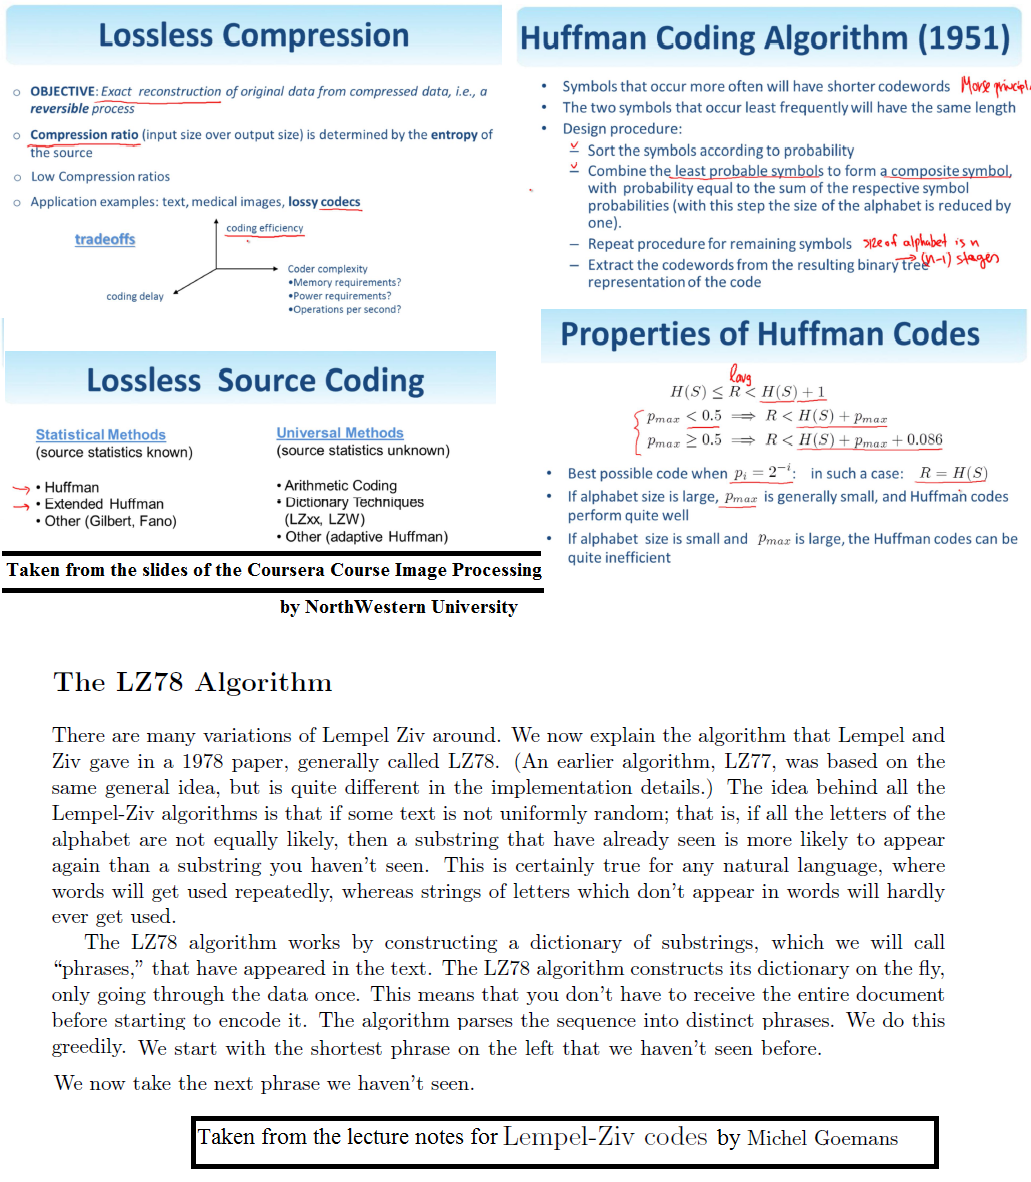 Lossless Compression
OBJECTIVE: Exact reconstruction of original data from compressed data, i.e., a
reversible process
Compression ratio (input size over output size) is determined by the entropy of
the source
Low Compression ratios
Application examples: text, medical images, lossy codecs
tradeoffs
coding efficiency
Coder complexity
•Memory requirements?
•Power requirements?
•Operations per second?
coding delay
Lossless Source Coding
Statistical Methods
(source statistics known)
• Huffman
• Extended Huffman
• Other (Gilbert, Fano)
Universal Methods
(source statistics unknown)
• Arithmetic Coding
• Dictionary Techniques
(LZxx, LZW)
• Other (adaptive Huffman)
Taken from the slides of the Coursera Course Image Processing
by NorthWestern University
Huffman Coding Algorithm (1951)
• Symbols that occur more often will have shorter codewords Morse principle
• The two symbols that occur least frequently will have the same length
• Design procedure:
– Sort the symbols according to probability
– Combine the least probable symbols to form a composite symbol,
with probability equal to the sum of the respective symbol
probabilities (with this step the size of the alphabet is reduced by
one).
– Repeat procedure for remaining symbols size of alphabet is n
→ (n-1) stages
– Extract the codewords from the resulting binary tree
representation of the code
Properties of Huffman Codes
lavg
H(S) ≤ R < H(S) + 1
pmax < 0.5 ⟹ R < H(S) + pmax
pmax ≥ 0.5 ⟹ R < H(S) + pmax + 0.086
• Best possible code when pi = 2^−i: in such a case: R = H(S)
• If alphabet size is large, pmax is generally small, and Huffman codes
perform quite well
• If alphabet size is small and pmax is large, the Huffman codes can be
quite inefficient
The LZ78 Algorithm
There are many variations of Lempel Ziv around. We now explain the algorithm that Lempel and
Ziv gave in a 1978 paper, generally called LZ78. (An earlier algorithm, LZ77, was based on the
same general idea, but is quite different in the implementation details.) The idea behind all the
Lempel-Ziv algorithms is that if some text is not uniformly random; that is, if all the letters of the
alphabet are not equally likely, then a substring that have already seen is more likely to appear
again than a substring you haven't seen. This is certainly true for any natural language, where
words will get used repeatedly, whereas strings of letters which don't appear in words will hardly
ever get used.
The LZ78 algorithm works by constructing a dictionary of substrings, which we will call
“phrases,” that have appeared in the text. The LZ78 algorithm constructs its dictionary on the fly,
only going through the data once. This means that you don't have to receive the entire document
before starting to encode it. The algorithm parses the sequence into distinct phrases. We do this
greedily. We start with the shortest phrase on the left that we haven't seen before.
We now take the next phrase we haven't seen.
Taken from the lecture notes for Lempel-Ziv codes by Michel Goemans